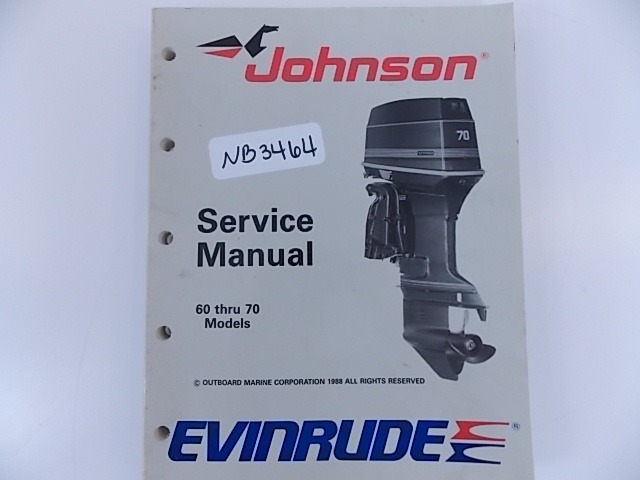 Johnson®
70
NB3464
Service
Manual
60 thru 70
Models
© OUTBOARD MARINE CORPORATION 1988 ALL RIGHTS RESERVED
EVINRUDE®